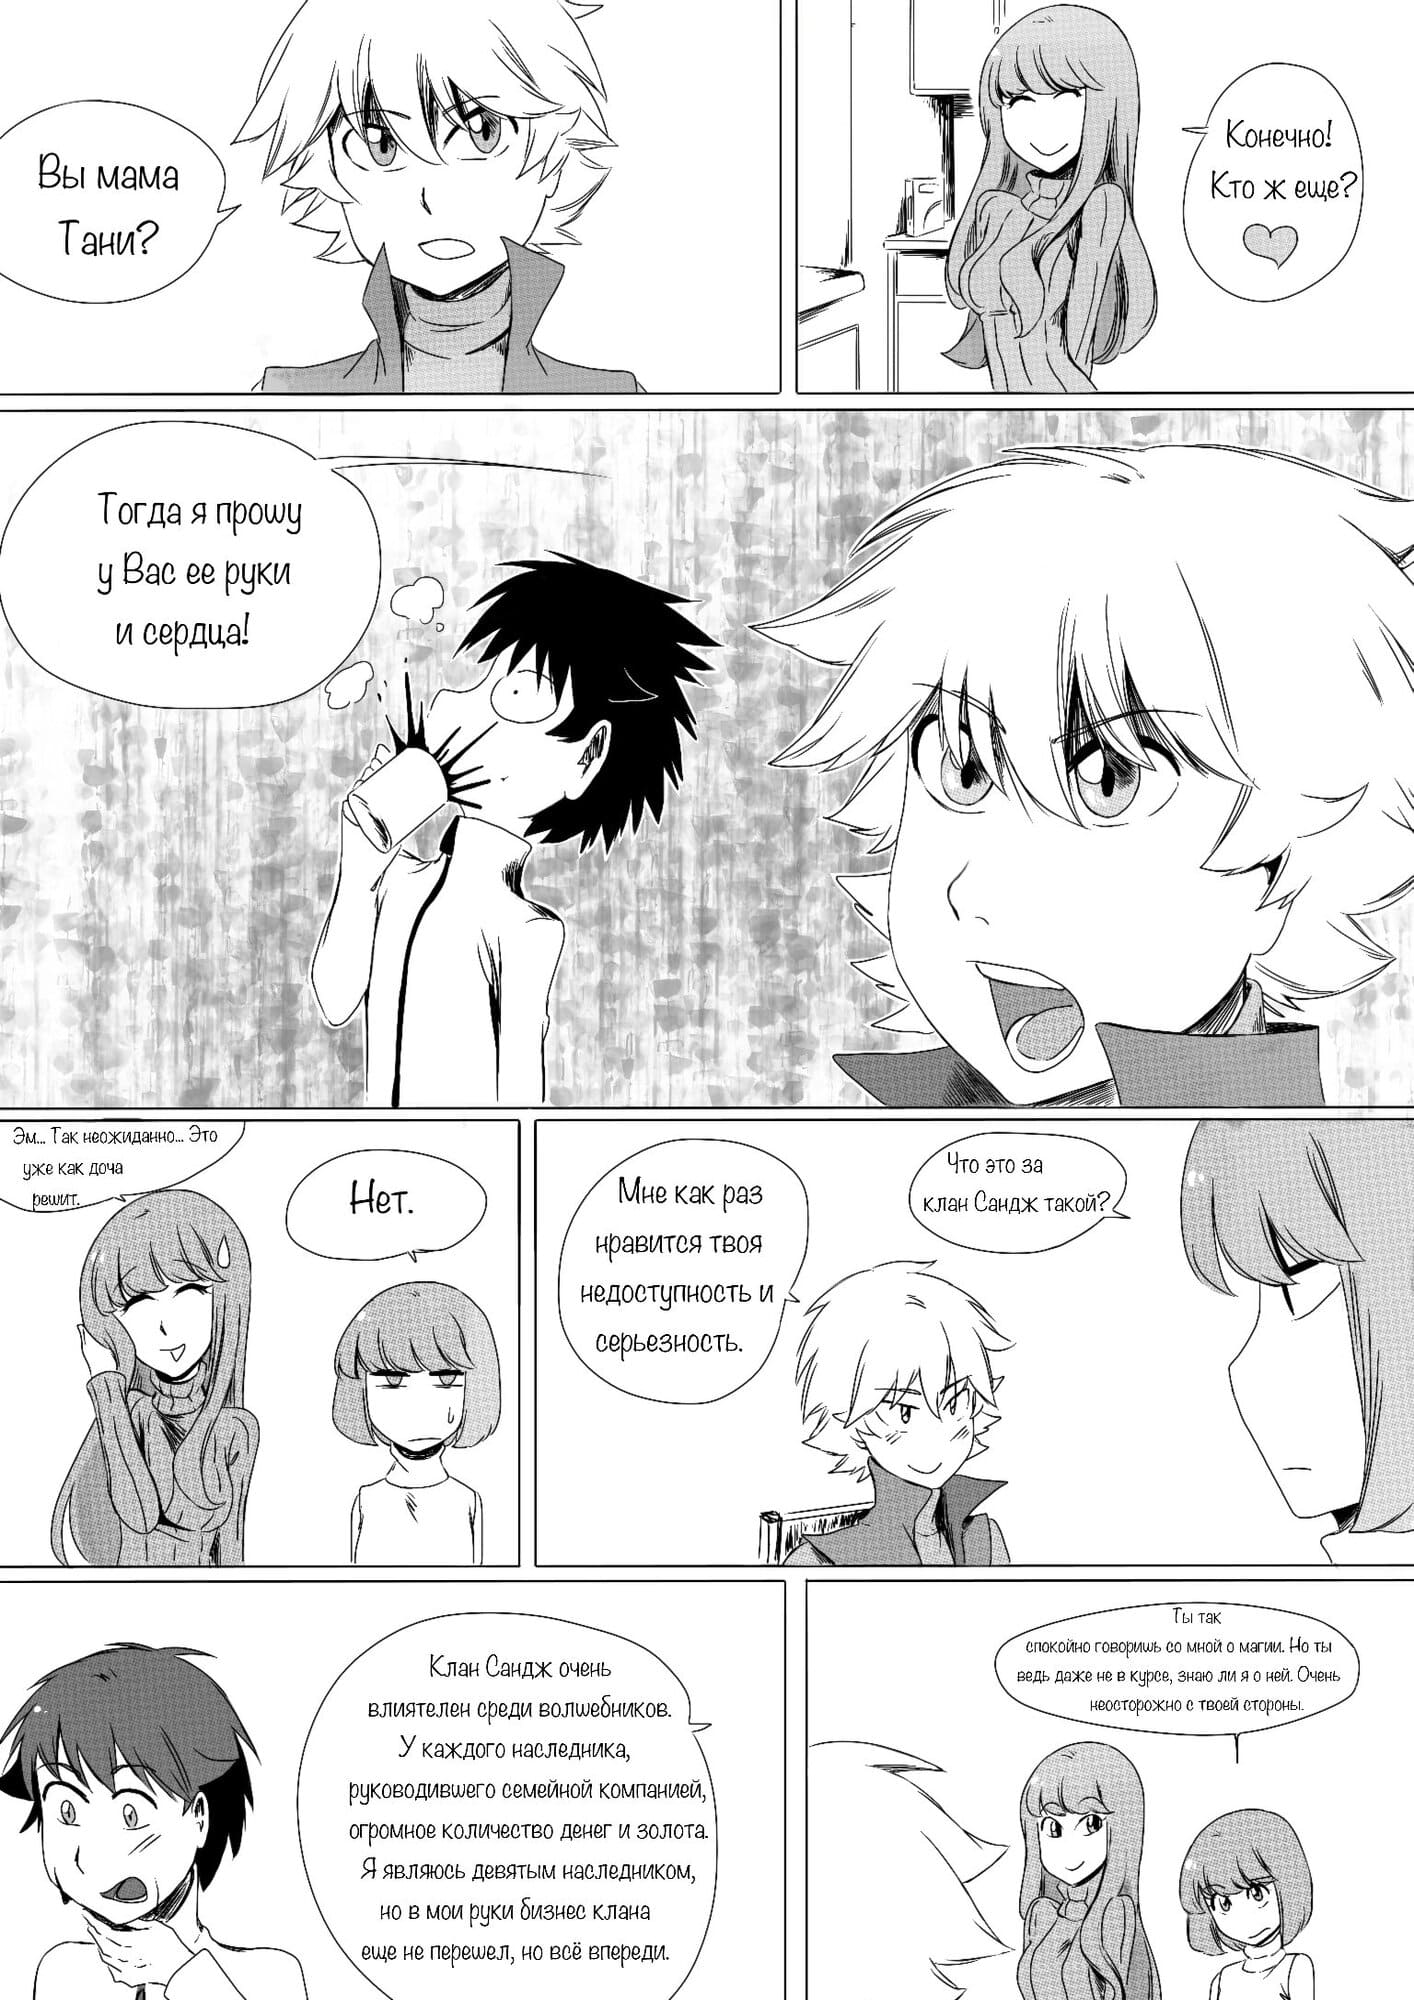 Вы мама
Тани?
Конечно!
Кто ж еще?
Тогда я прошу
у Вас ее руки
и сердца!
Эм... Так неожиданно... Это
уже как доча
решит.
Нет.
Мне как раз
нравится твоя
недоступность и
серьезность.
Что это за
клан Сандж такой?
Клан Сандж очень
влиятелен среди волшебников.
У каждого наследника,
руководившего семейной компанией,
огромное количество денег и золота.
Я являюсь девятым наследником,
но в мои руки бизнес клана
еще не перешел, но всё впереди.
Ты так
спокойно говоришь со мной о магии. Но ты
ведь даже не в курсе, знаю ли я о ней. Очень
неосторожно с твоей стороны.